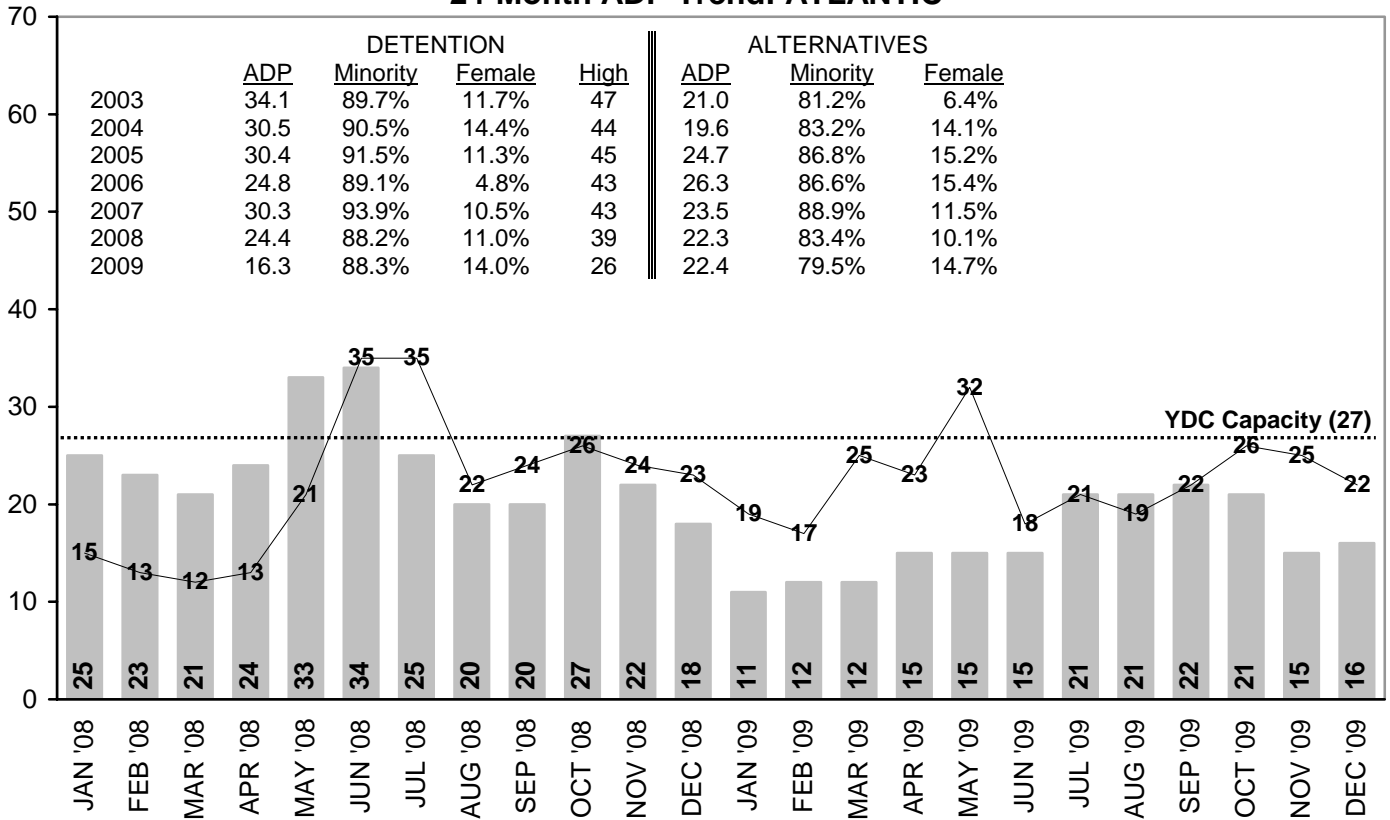 24-Month ADP Trend: ATLANTIC
70
60
50
40
30
20
10
0
DETENTION ALTERNATIVES
ADP Minority Female High ADP Minority Female
2003 34.1 89.7% 11.7% 47 21.0 81.2% 6.4%
2004 30.5 90.5% 14.4% 44 19.6 83.2% 14.1%
2005 30.4 91.5% 11.3% 45 24.7 86.8% 15.2%
2006 24.8 89.1% 4.8% 43 26.3 86.6% 15.4%
2007 30.3 93.9% 10.5% 43 23.5 88.9% 11.5%
2008 24.4 88.2% 11.0% 39 22.3 83.4% 10.1%
2009 16.3 88.3% 14.0% 26 22.4 79.5% 14.7%
YDC Capacity (27)
15 13 12 13 21 35 35 22 24 26 24 23 19 17 25 23 32 18 21 19 22 26 25 22
25 23 21 24 33 34 25 20 20 27 22 18 11 12 12 15 15 15 21 21 22 21 15 16
JAN '08 FEB '08 MAR '08 APR '08 MAY '08 JUN '08 JUL '08 AUG '08 SEP '08 OCT '08 NOV '08 DEC '08 JAN '09 FEB '09 MAR '09 APR '09 MAY '09 JUN '09 JUL '09 AUG '09 SEP '09 OCT '09 NOV '09 DEC '09